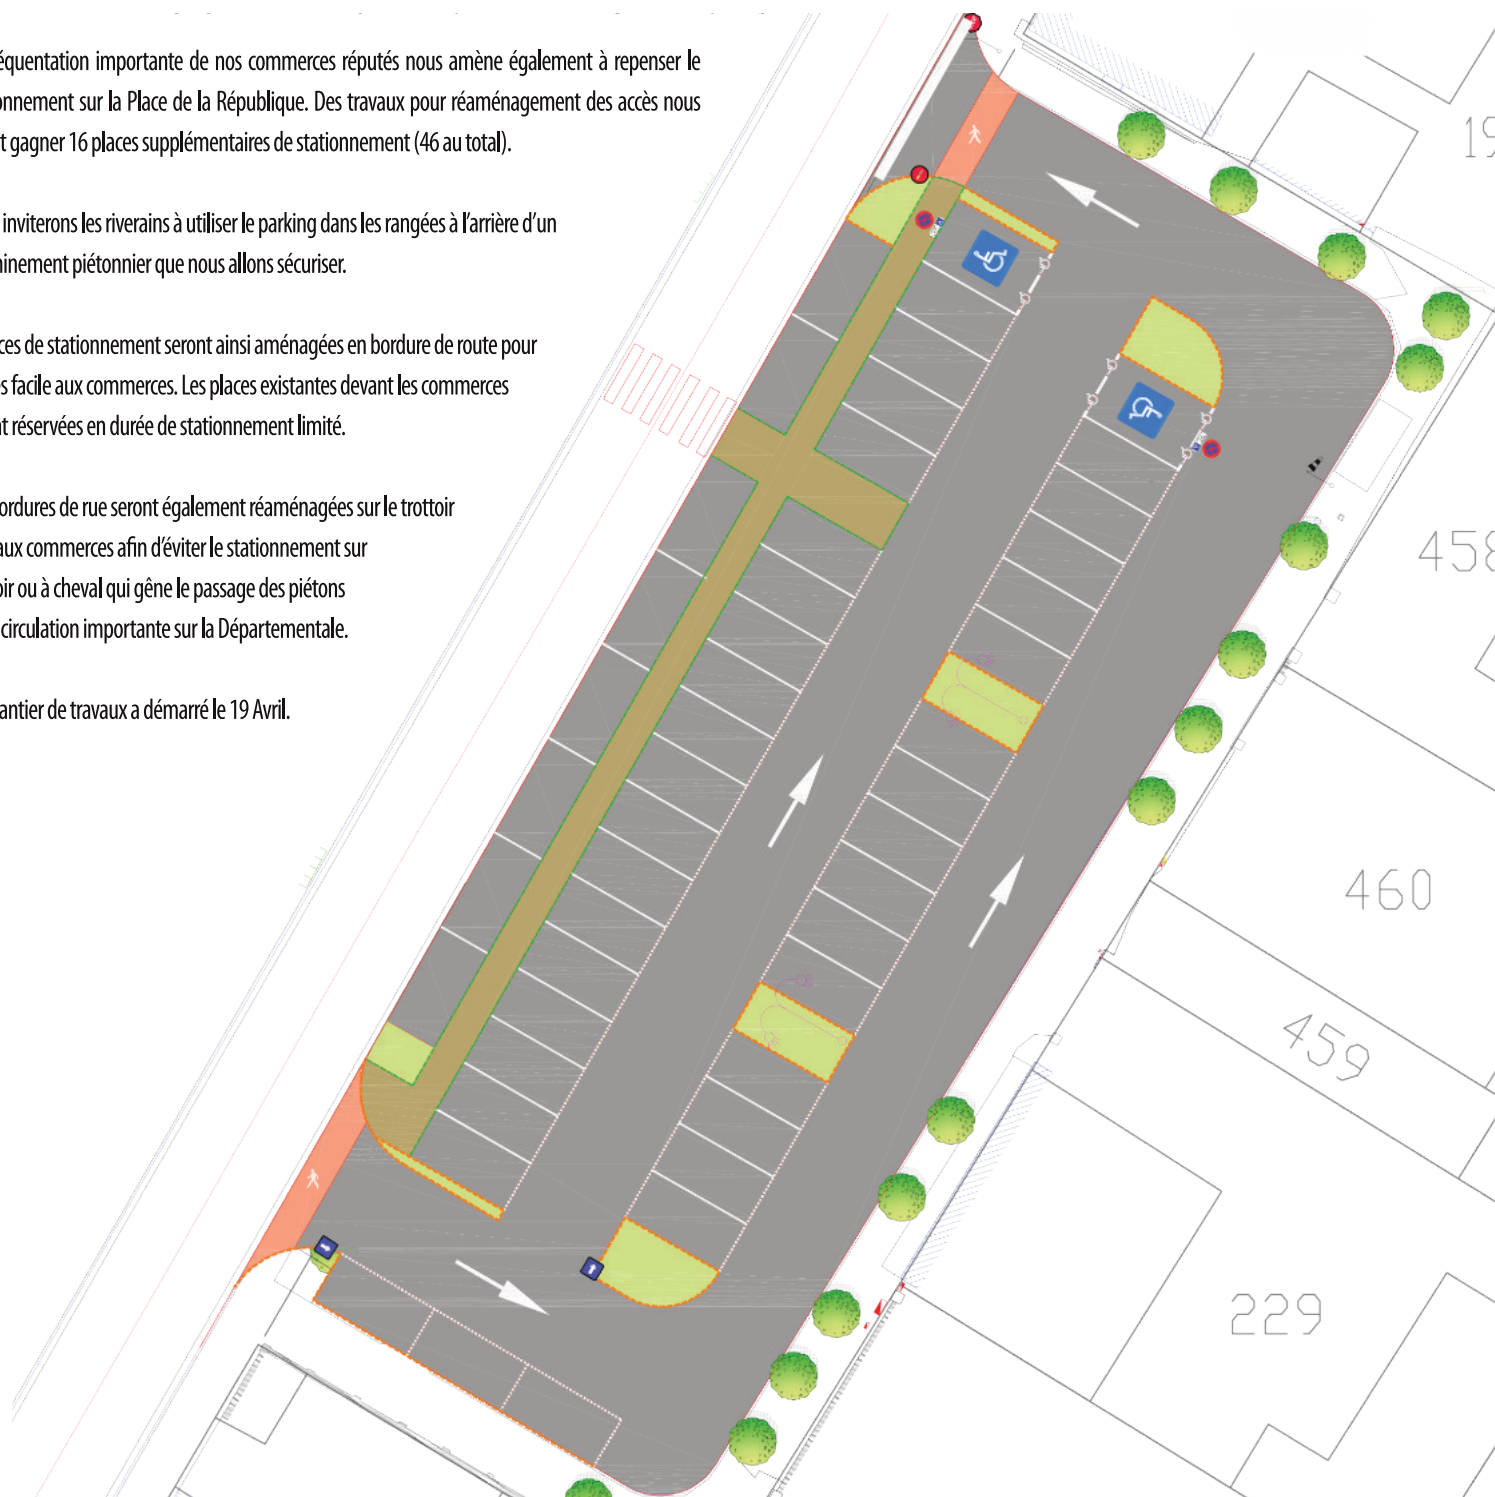 équentation importante de nos commerces réputés nous amène également à repenser le
onnement sur la Place de la République. Des travaux pour réaménagement des accès nous
t gagner 16 places supplémentaires de stationnement (46 au total).
inviterons les riverains à utiliser le parking dans les rangées à l'arrière d'un
ninement piétonnier que nous allons sécuriser.
ces de stationnement seront ainsi aménagées en bordure de route pour
s facile aux commerces. Les places existantes devant les commerces
nt réservées en durée de stationnement limité.
ordures de rue seront également réaménagées sur le trottoir
aux commerces afin d'éviter le stationnement sur
oir ou à cheval qui gêne le passage des piétons
circulation importante sur la Départementale.
antier de travaux a démarré le 19 Avril.
19
458
460
459
229